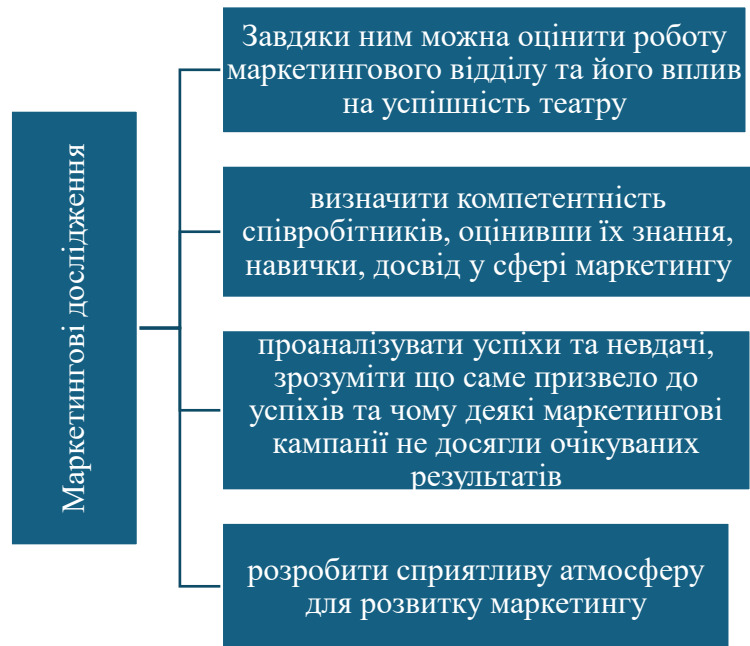 Маркетингові дослідження
Завдяки ним можна оцінити роботу
маркетингового відділу та його вплив
на успішність театру
визначити компетентність
співробітників, оцінивши їх знання,
навички, досвід у сфері маркетингу
проаналізувати успіхи та невдачі,
зрозуміти що саме призвело до
успіхів та чому деякі маркетингові
кампанії не досягли очікуваних
результатів
розробити сприятливу атмосферу
для розвитку маркетингу